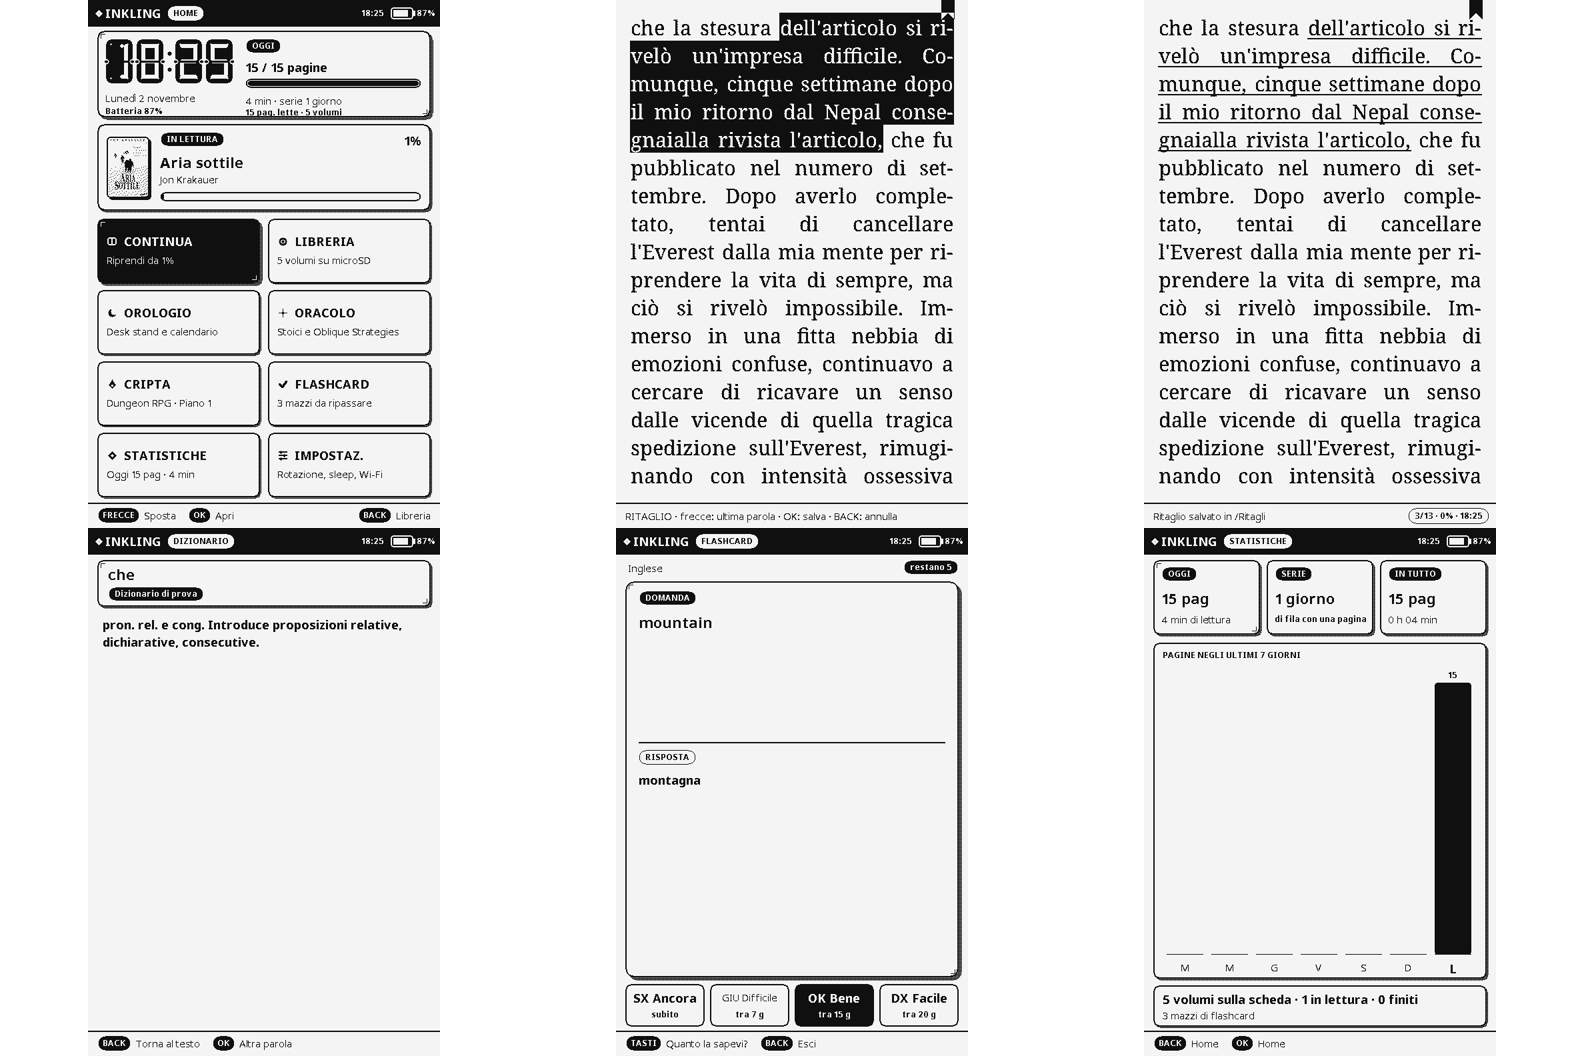 INKLING HOME 18:25 87%
18:25
Lunedì 2 novembre
Batteria 87%
OGGI
15 / 15 pagine
4 min · serie 1 giorno
15 pag. lette · 5 volumi
IN LETTURA 1%
Aria sottile
Jon Krakauer
ARIA
SOTTILE
CONTINUA
Riprendi da 1%
LIBRERIA
5 volumi su microSD
OROLOGIO
Desk stand e calendario
ORACOLO
Stoici e Oblique Strategies
CRIPTA
Dungeon RPG · Piano 1
FLASHCARD
3 mazzi da ripassare
STATISTICHE
Oggi 15 pag · 4 min
IMPOSTAZ.
Rotazione, sleep, Wi-Fi
FRECCE Sposta OK Apri BACK Libreria
che la stesura dell'articolo si ri-
velò un'impresa difficile. Co-
munque, cinque settimane dopo
il mio ritorno dal Nepal conse-
gnaialla rivista l'articolo, che fu
pubblicato nel numero di set-
tembre. Dopo averlo comple-
tato, tentai di cancellare
l'Everest dalla mia mente per ri-
prendere la vita di sempre, ma
ciò si rivelò impossibile. Im-
merso in una fitta nebbia di
emozioni confuse, continuavo a
cercare di ricavare un senso
dalle vicende di quella tragica
spedizione sull'Everest, rimugi-
nando con intensità ossessiva
RITAGLIO · frecce: ultima parola · OK: salva · BACK: annulla
che la stesura dell'articolo si ri-
velò un'impresa difficile. Co-
munque, cinque settimane dopo
il mio ritorno dal Nepal conse-
gnaialla rivista l'articolo, che fu
pubblicato nel numero di set-
tembre. Dopo averlo comple-
tato, tentai di cancellare
l'Everest dalla mia mente per ri-
prendere la vita di sempre, ma
ciò si rivelò impossibile. Im-
merso in una fitta nebbia di
emozioni confuse, continuavo a
cercare di ricavare un senso
dalle vicende di quella tragica
spedizione sull'Everest, rimugi-
nando con intensità ossessiva
Ritaglio salvato in /Ritagli 3/13 · 0% · 18:25
INKLING DIZIONARIO 18:25 87%
che
Dizionario di prova
pron. rel. e cong. Introduce proposizioni relative,
dichiarative, consecutive.
BACK Torna al testo OK Altra parola
INKLING FLASHCARD 18:25 87%
Inglese restano 5
DOMANDA
mountain
RISPOSTA
montagna
SX Ancora
subito
GIU Difficile
tra 7 g
OK Bene
tra 15 g
DX Facile
tra 20 g
TASTI Quanto la sapevi? BACK Esci
INKLING STATISTICHE 18:25 87%
OGGI
15 pag
4 min di lettura
SERIE
1 giorno
di fila con una pagina
IN TUTTO
15 pag
0 h 04 min
PAGINE NEGLI ULTIMI 7 GIORNI
15
M M G V S D L
5 volumi sulla scheda · 1 in lettura · 0 finiti
3 mazzi di flashcard
BACK Home OK Home